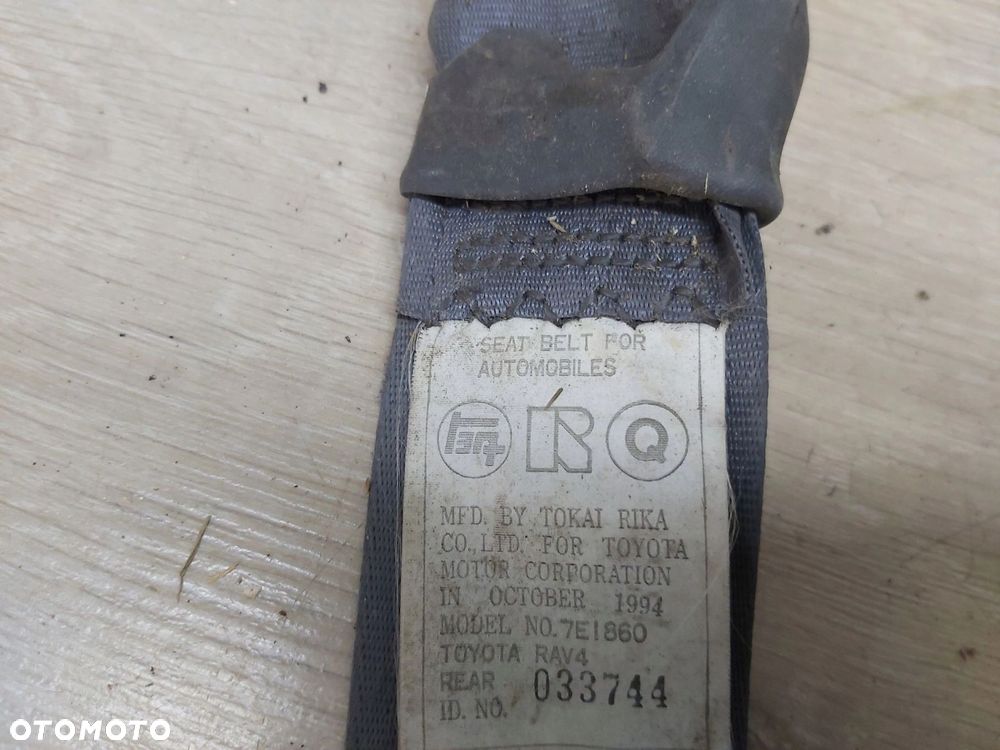 SEAT BELT FOR
AUTOMOBILES
R Q
MFD. BY TOKAI RIKA
CO.,LTD. FOR TOYOTA
MOTOR CORPORATION
IN OCTOBER 1994
MODEL NO.7E1860
TOYOTA RAV4
REAR
ID. NO. 033744
OTOMOTO